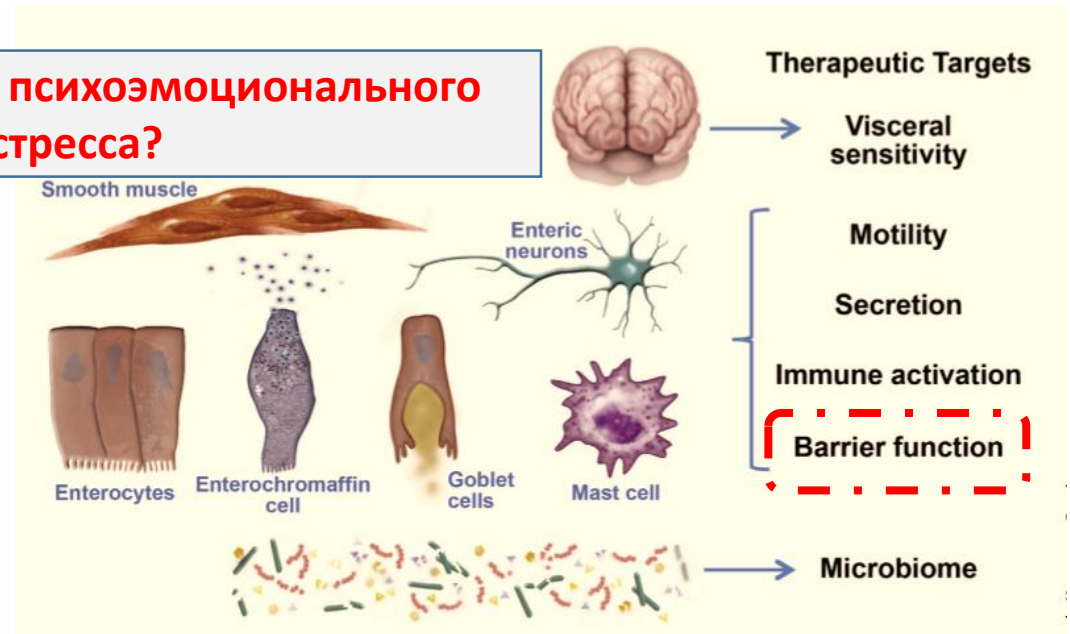 психоэмоционального
стресса?
Therapeutic Targets
Visceral
sensitivity
Smooth muscle
Enteric
neurons
Motility
Secretion
Immune activation
Barrier function
Enterocytes
Enterochromaffin
cell
Goblet
cells
Mast cell
Microbiome